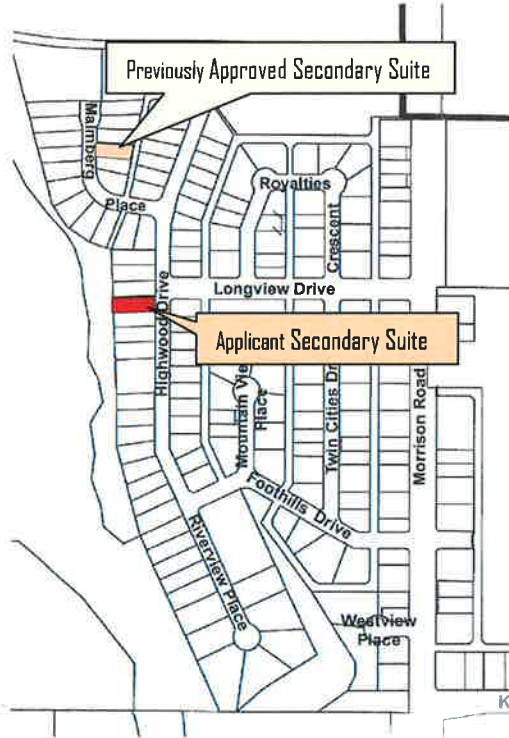 Previously Approved Secondary Suite
Malmberg
Place
Royalties
Crescent
Longview Drive
Highwood Drive
Applicant Secondary Suite
Mountain Vie
Place
Twin Cities Dr
Morrison Road
Foothills Drive
Riverview Place
Westview
Place
K